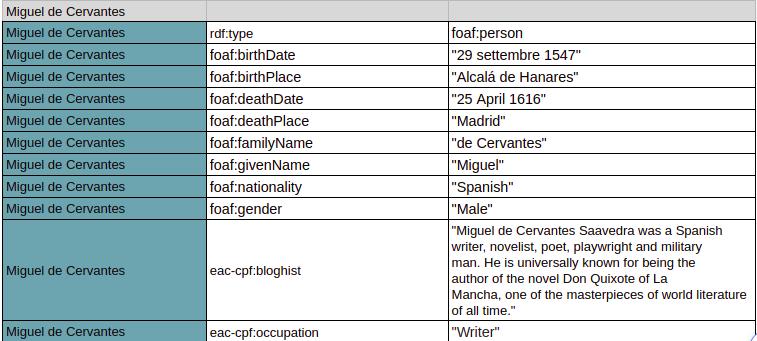 Miguel de Cervantes
Miguel de Cervantes rdf:type foaf:person
Miguel de Cervantes foaf:birthDate "29 settembre 1547"
Miguel de Cervantes foaf:birthPlace "Alcalá de Hanares"
Miguel de Cervantes foaf:deathDate "25 April 1616"
Miguel de Cervantes foaf:deathPlace "Madrid"
Miguel de Cervantes foaf:familyName "de Cervantes"
Miguel de Cervantes foaf:givenName "Miguel"
Miguel de Cervantes foaf:nationality "Spanish"
Miguel de Cervantes foaf:gender "Male"
Miguel de Cervantes eac-cpf:bloghist "Miguel de Cervantes Saavedra was a Spanish
writer, novelist, poet, playwright and military
man. He is universally known for being the
author of the novel Don Quixote of La
Mancha, one of the masterpieces of world literature
of all time."
Miguel de Cervantes eac-cpf:occupation "Writer"